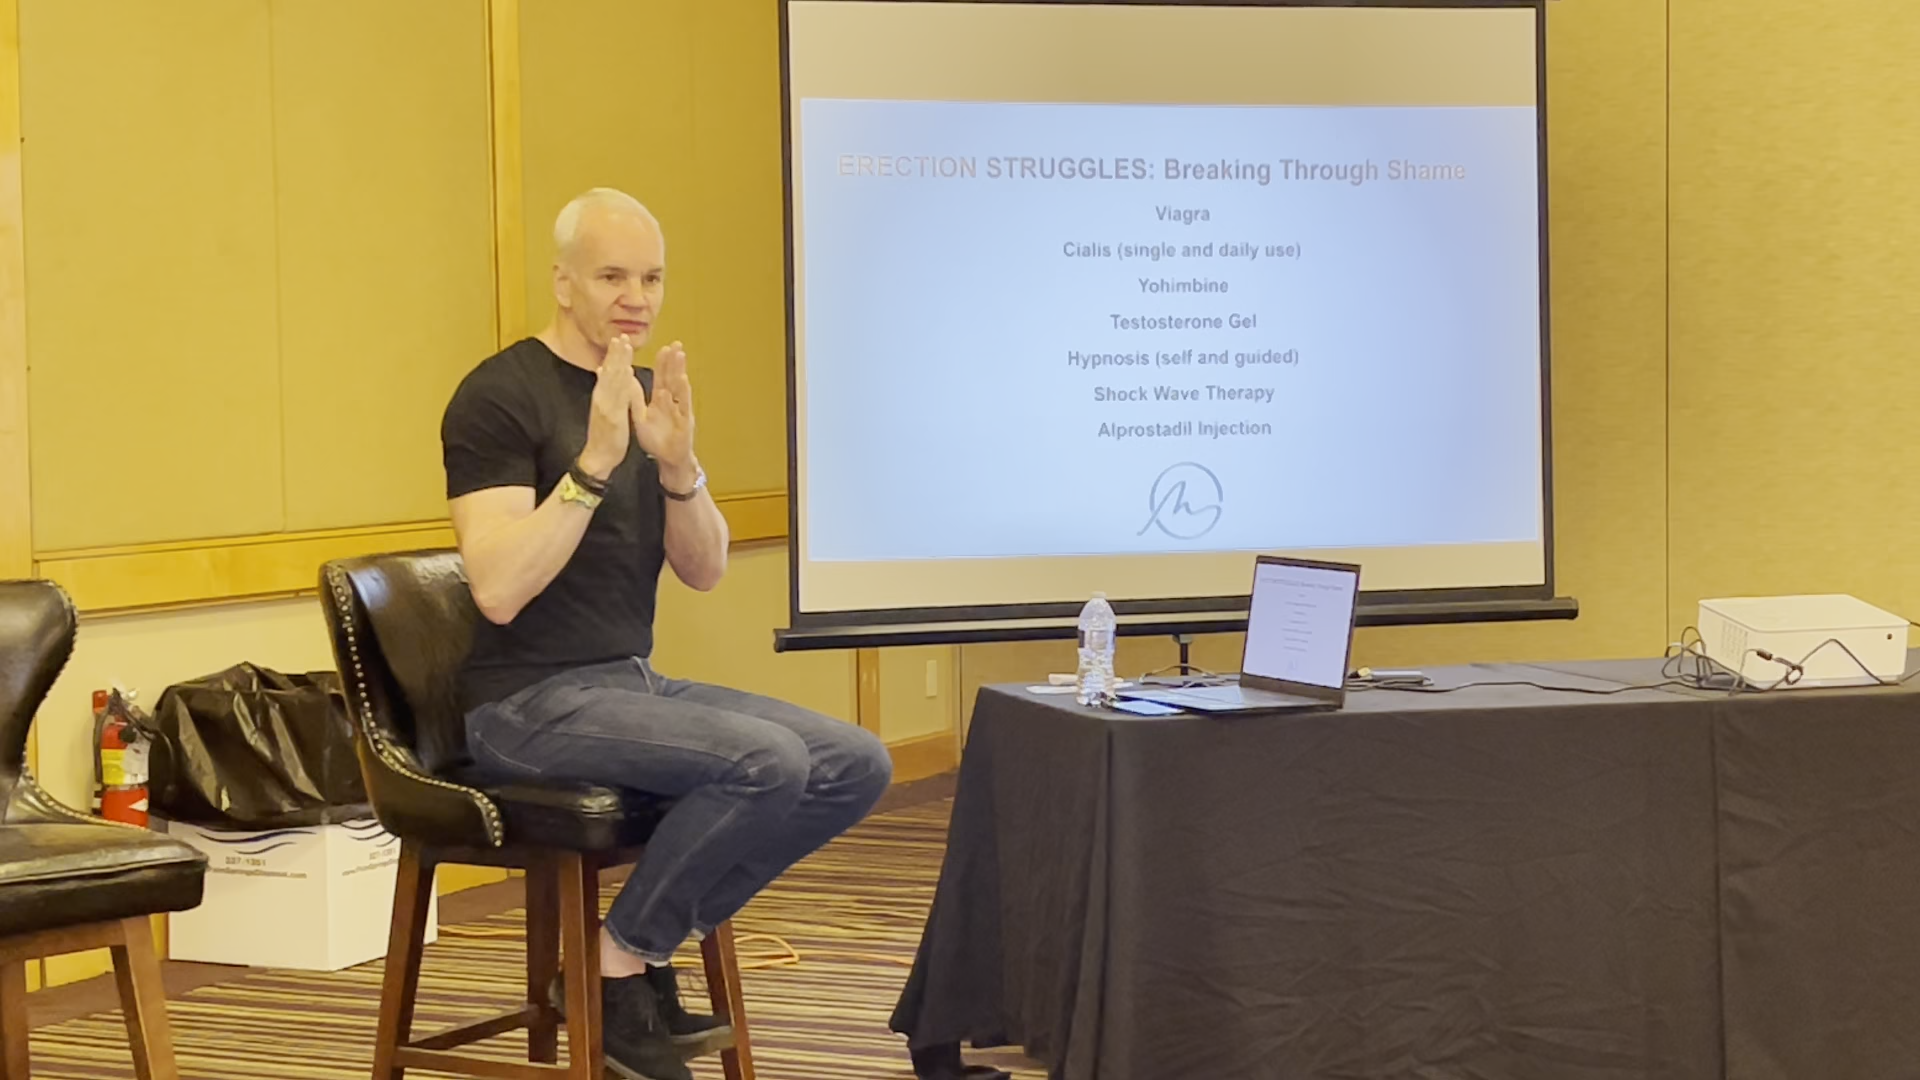 ERECTION STRUGGLES: Breaking Through Shame
Viagra
Cialis (single and daily use)
Yohimbine
Testosterone Gel
Hypnosis (self and guided)
Shock Wave Therapy
Alprostadil Injection